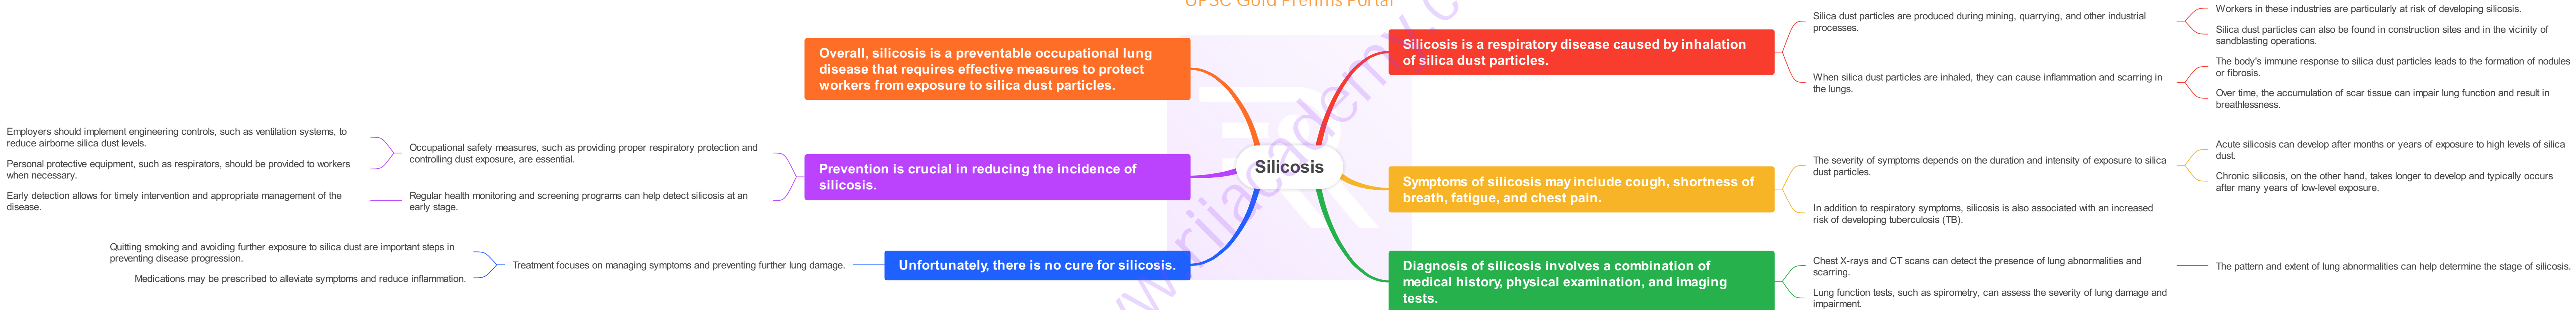 UPSC Gold Prelims Portal
Silicosis
Silicosis is a respiratory disease caused by inhalation
of silica dust particles.
Silica dust particles are produced during mining, quarrying, and other industrial
processes.
Workers in these industries are particularly at risk of developing silicosis.
Silica dust particles can also be found in construction sites and in the vicinity of
sandblasting operations.
When silica dust particles are inhaled, they can cause inflammation and scarring in
the lungs.
The body's immune response to silica dust particles leads to the formation of nodules
or fibrosis.
Over time, the accumulation of scar tissue can impair lung function and result in
breathlessness.
Symptoms of silicosis may include cough, shortness of
breath, fatigue, and chest pain.
The severity of symptoms depends on the duration and intensity of exposure to silica
dust particles.
Acute silicosis can develop after months or years of exposure to high levels of silica
dust.
Chronic silicosis, on the other hand, takes longer to develop and typically occurs
after many years of low-level exposure.
In addition to respiratory symptoms, silicosis is also associated with an increased
risk of developing tuberculosis (TB).
Diagnosis of silicosis involves a combination of
medical history, physical examination, and imaging
tests.
Chest X-rays and CT scans can detect the presence of lung abnormalities and
scarring.
The pattern and extent of lung abnormalities can help determine the stage of silicosis.
Lung function tests, such as spirometry, can assess the severity of lung damage and
impairment.
Unfortunately, there is no cure for silicosis.
Treatment focuses on managing symptoms and preventing further lung damage.
Quitting smoking and avoiding further exposure to silica dust are important steps in
preventing disease progression.
Medications may be prescribed to alleviate symptoms and reduce inflammation.
Prevention is crucial in reducing the incidence of
silicosis.
Occupational safety measures, such as providing proper respiratory protection and
controlling dust exposure, are essential.
Employers should implement engineering controls, such as ventilation systems, to
reduce airborne silica dust levels.
Personal protective equipment, such as respirators, should be provided to workers
when necessary.
Regular health monitoring and screening programs can help detect silicosis at an
early stage.
Early detection allows for timely intervention and appropriate management of the
disease.
Overall, silicosis is a preventable occupational lung
disease that requires effective measures to protect
workers from exposure to silica dust particles.